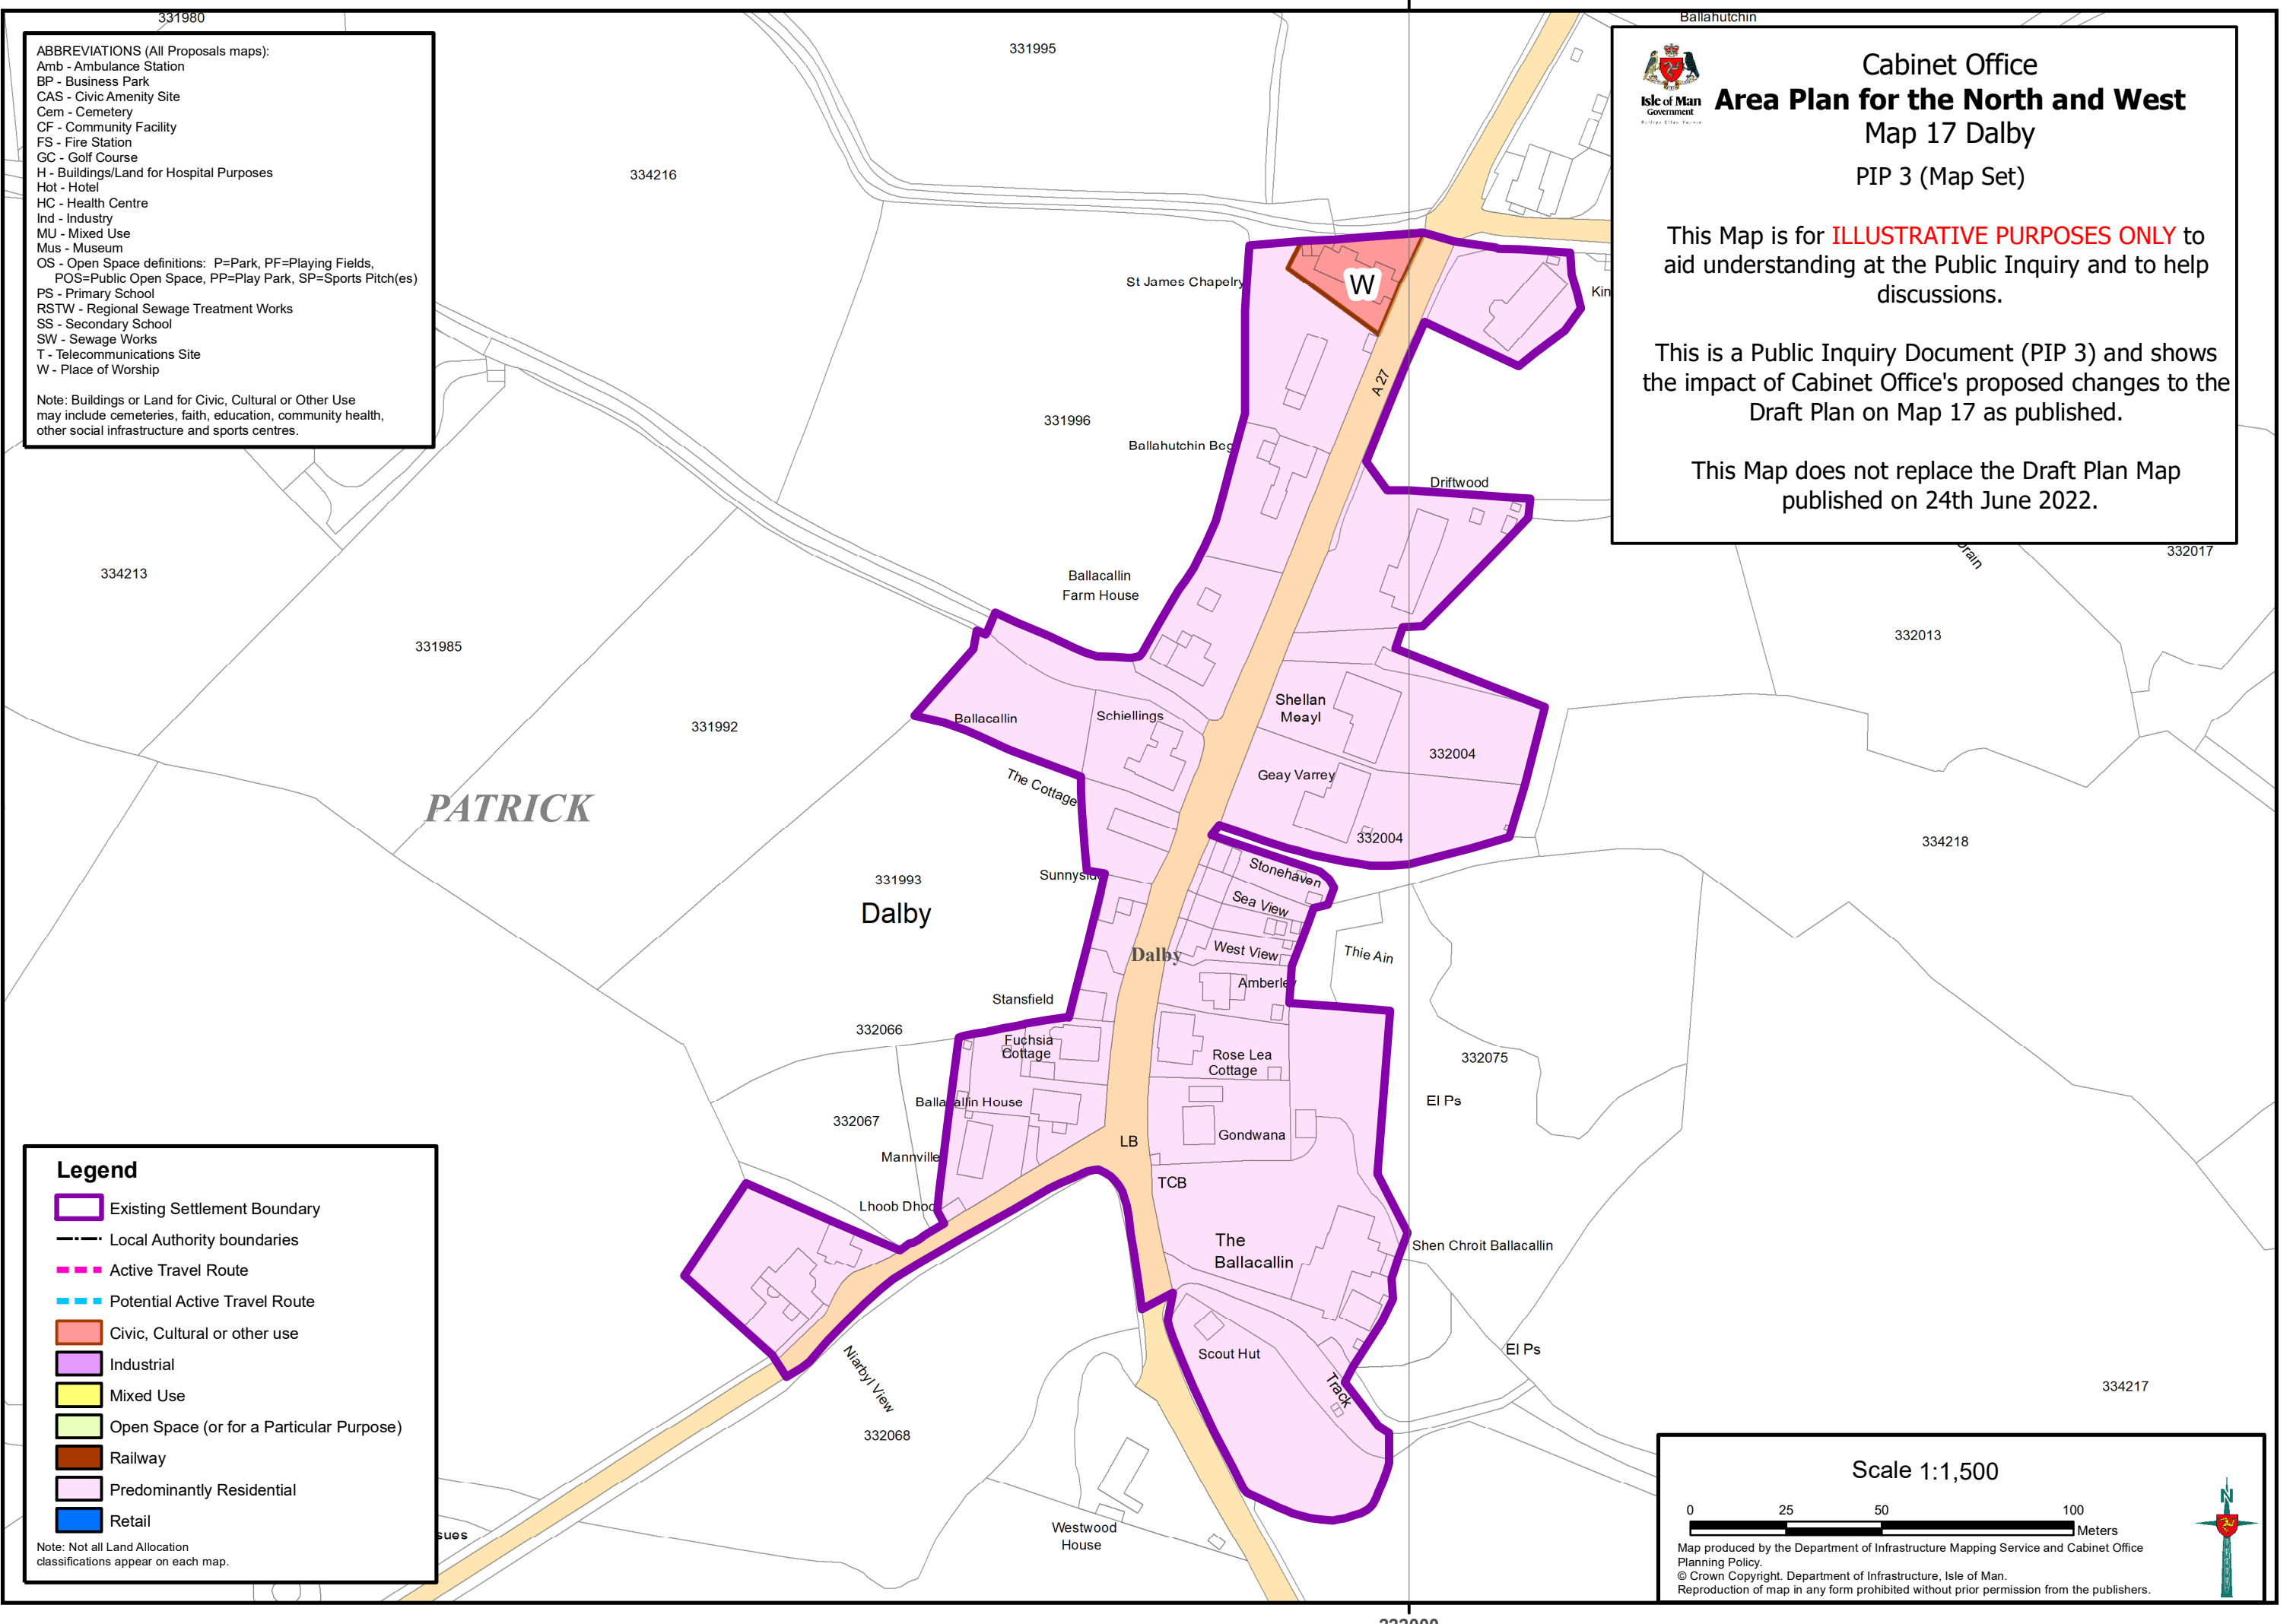 331980
Ballahutchin
ABBREVIATIONS (All Proposals maps):
Amb - Ambulance Station
BP - Business Park
CAS - Civic Amenity Site
Cem - Cemetery
CF - Community Facility
FS - Fire Station
GC - Golf Course
H - Buildings/Land for Hospital Purposes
Hot - Hotel
HC - Health Centre
Ind - Industry
MU - Mixed Use
Mus - Museum
OS - Open Space definitions: P=Park, PF=Playing Fields,
POS=Public Open Space, PP=Play Park, SP=Sports Pitch(es)
PS - Primary School
RSTW - Regional Sewage Treatment Works
SS - Secondary School
SW - Sewage Works
T - Telecommunications Site
W - Place of Worship
Note: Buildings or Land for Civic, Cultural or Other Use
may include cemeteries, faith, education, community health,
other social infrastructure and sports centres.
Isle of Man
Government
Cabinet Office
Area Plan for the North and West
Map 17 Dalby
PIP 3 (Map Set)
This Map is for ILLUSTRATIVE PURPOSES ONLY to
aid understanding at the Public Inquiry and to help
discussions.
This is a Public Inquiry Document (PIP 3) and shows
the impact of Cabinet Office's proposed changes to the
Draft Plan on Map 17 as published.
This Map does not replace the Draft Plan Map
published on 24th June 2022.
331995
334216
St James Chapelry
W
Kin
A 27
331996
Ballahutchin Beg
Driftwood
Drain
332017
334213
Ballacallin
Farm House
331985
332013
331992
Ballacallin
Schiellings
Shellan
Meayl
332004
The Cottage
Geay Varrey
332004
PATRICK
334218
331993
Sunnyside
Stonehaven
Sea View
Dalby
Dalby
West View
Thie Ain
Amberley
Stansfield
332066
Fuchsia
Cottage
Rose Lea
Cottage
332075
Ballacallin House
El Ps
332067
LB
Gondwana
Mannville
TCB
Lhoob Dhoo
The
Ballacallin
Shen Chroit Ballacallin
Niarbyl View
Scout Hut
Track
El Ps
334217
332068
Westwood
House
sues
Legend
Existing Settlement Boundary
Local Authority boundaries
Active Travel Route
Potential Active Travel Route
Civic, Cultural or other use
Industrial
Mixed Use
Open Space (or for a Particular Purpose)
Railway
Predominantly Residential
Retail
Note: Not all Land Allocation
classifications appear on each map.
Scale 1:1,500
0 25 50 100
Meters
N
Map produced by the Department of Infrastructure Mapping Service and Cabinet Office
Planning Policy.
© Crown Copyright. Department of Infrastructure, Isle of Man.
Reproduction of map in any form prohibited without prior permission from the publishers.